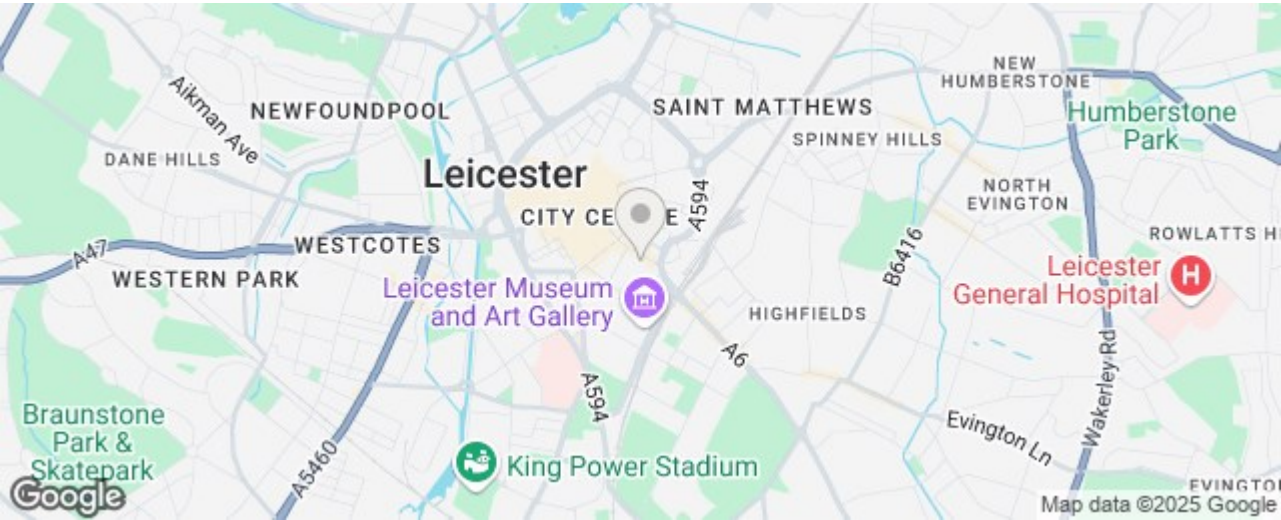 NEW
HUMBERSTONE
Aikman Ave
NEWFOUNDPOOL
SAINT MATTHEWS
Humberstone
Park
SPINNEY HILLS
DANE HILLS
Leicester
NORTH
EVINGTON
CITY CE
E
A594
ROWLATTS HI
A47
WESTCOTES
B6416
WESTERN PARK
Leicester
General Hospital
H
Leicester Museum
and Art Gallery
HIGHFIELDS
A6
A594
Wakerley Rd
Braunstone
Park &
Skatepark
Evington Ln
A5460
King Power Stadium
EVINGTO
Google
Map data ©2025 Google